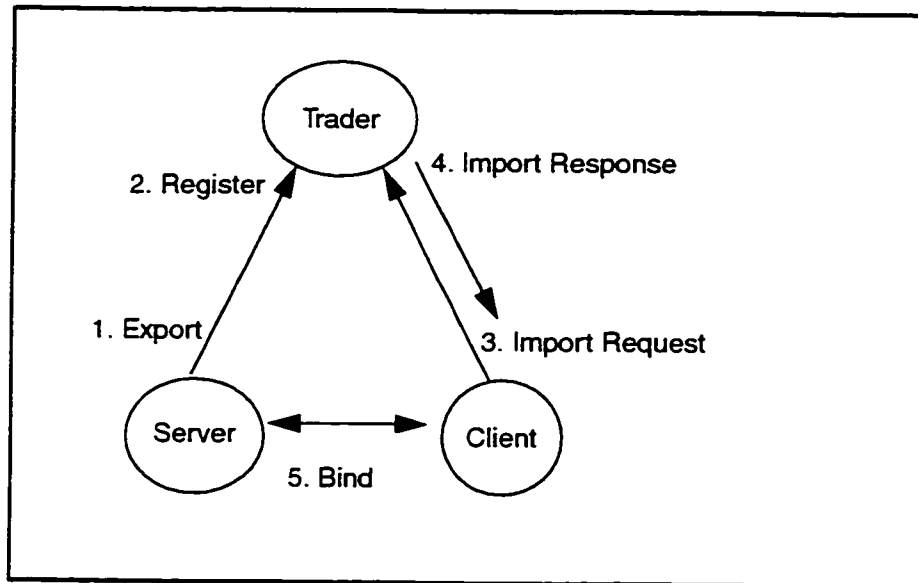 Trader
4. Import Response
2. Register
1. Export
3. Import Request
Server
Client
5. Bind